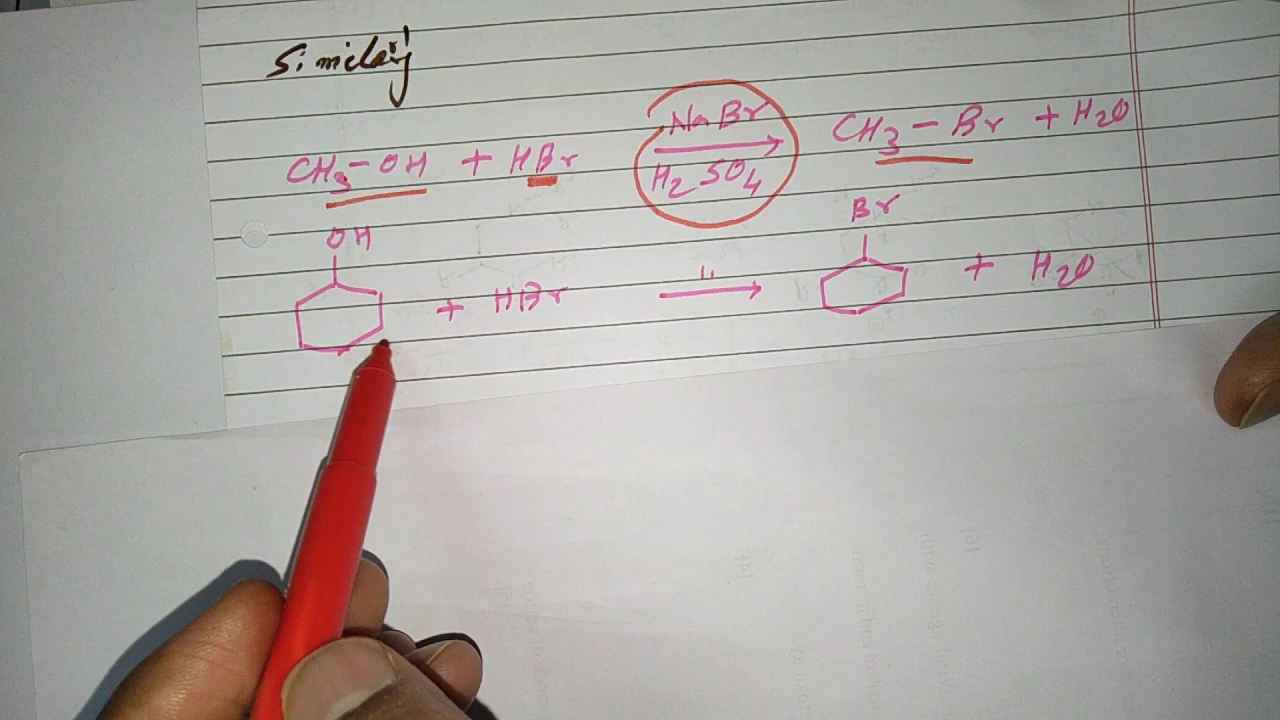 Similarly
CH3-OH + HBr NaBr H2SO4 CH3-Br + H2O
OH Br
+ HBr " + H2O